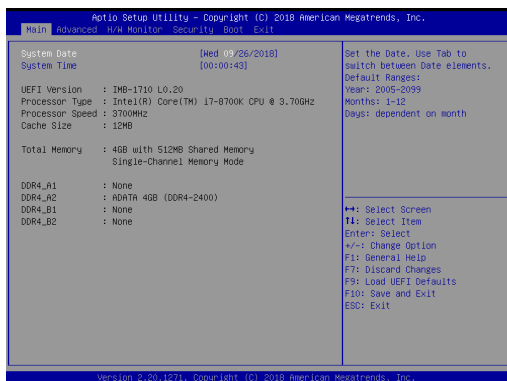 Aptio Setup Utility – Copyright (C) 2018 American Megatrends, Inc.
Main Advanced H/W Monitor Security Boot Exit
System Date [Wed 09/26/2018]
System Time [00:00:43]
UEFI Version : IMB-1710 L0.20
Processor Type : Intel(R) Core(TM) i7-8700K CPU @ 3.70GHz
Processor Speed : 3700MHz
Cache Size : 12MB
Total Memory : 4GB with 512MB Shared Memory
Single-Channel Memory Mode
DDR4_A1 : None
DDR4_A2 : ADATA 4GB (DDR4-2400)
DDR4_B1 : None
DDR4_B2 : None
Set the Date. Use Tab to
switch between Date elements.
Default Ranges:
Year: 2005-2099
Months: 1-12
Days: dependent on month
↔: Select Screen
↑↓: Select Item
Enter: Select
+/-: Change Option
F1: General Help
F7: Discard Changes
F9: Load UEFI Defaults
F10: Save and Exit
ESC: Exit
Version 2.20.1271. Copyright (C) 2018 American Megatrends, Inc.